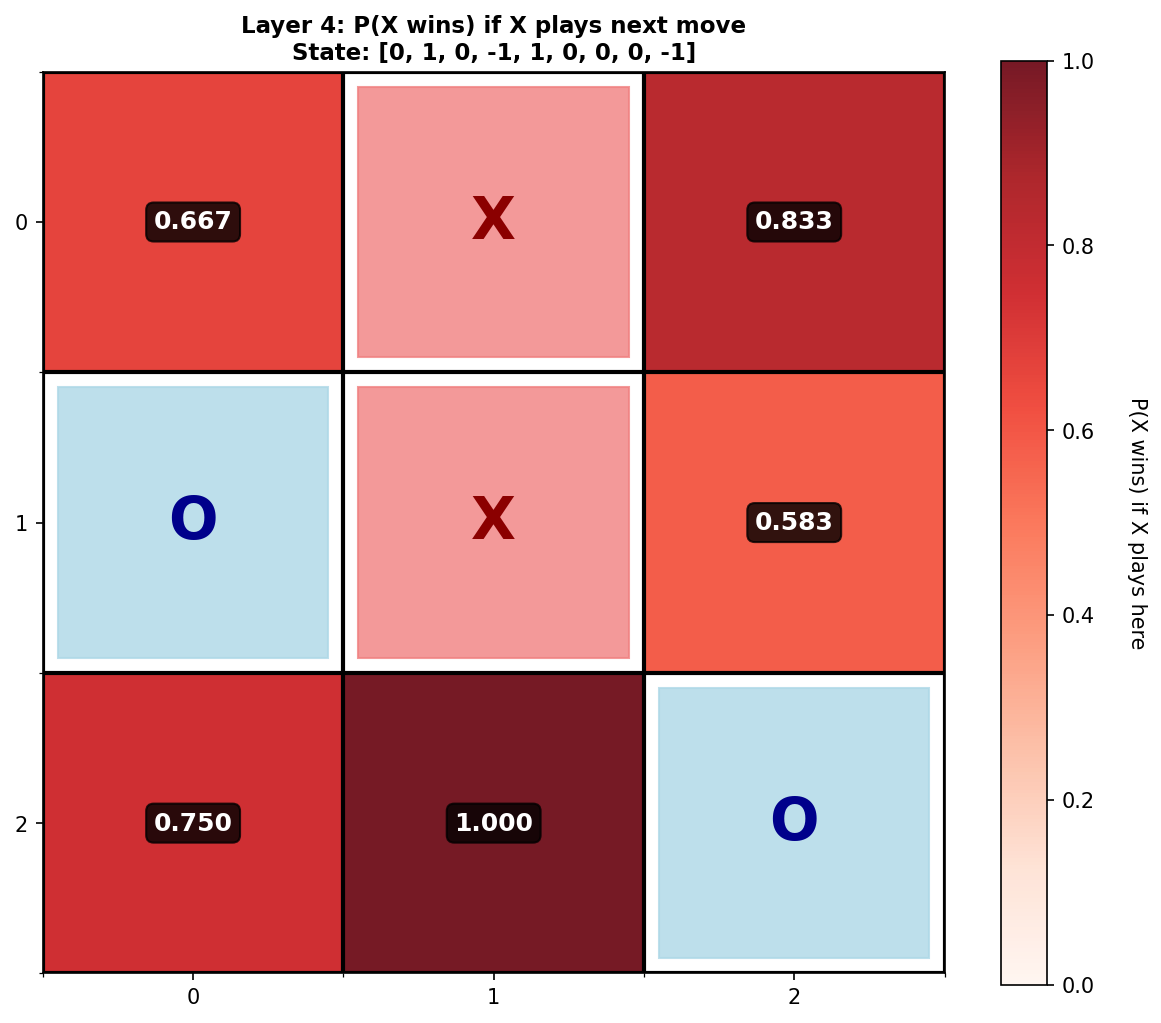 Layer 4: P(X wins) if X plays next move
State: [0, 1, 0, -1, 1, 0, 0, 0, -1]
0.667
X
0.833
O
X
0.583
0.750
1.000
O
0
1
2
0
1
2
1.0
0.8
0.6
0.4
0.2
0.0
P(X wins) if X plays here